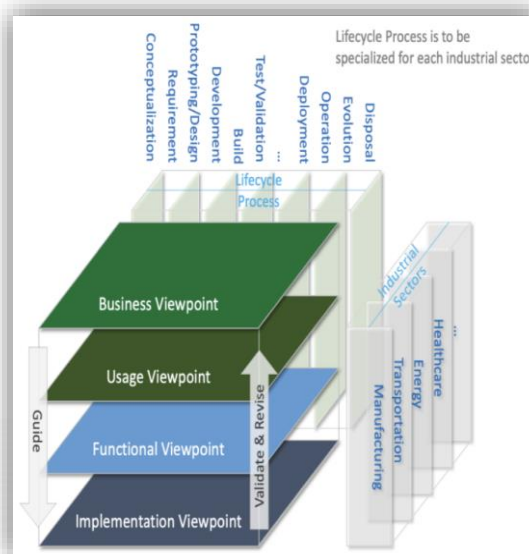 Lifecycle Process is to be
specialized for each industrial secto
Conceptualization
Requirement
Prototyping/Design
Development
Build
Test/Validation
...
Deployment
Operation
Evolution
Disposal
Lifecycle
Process
Business Viewpoint
Usage Viewpoint
Functional Viewpoint
Implementation Viewpoint
Guide
Validate & Revise
Industrial
Sectors
Manufacturing
Transportation
Energy
Healthcare
...